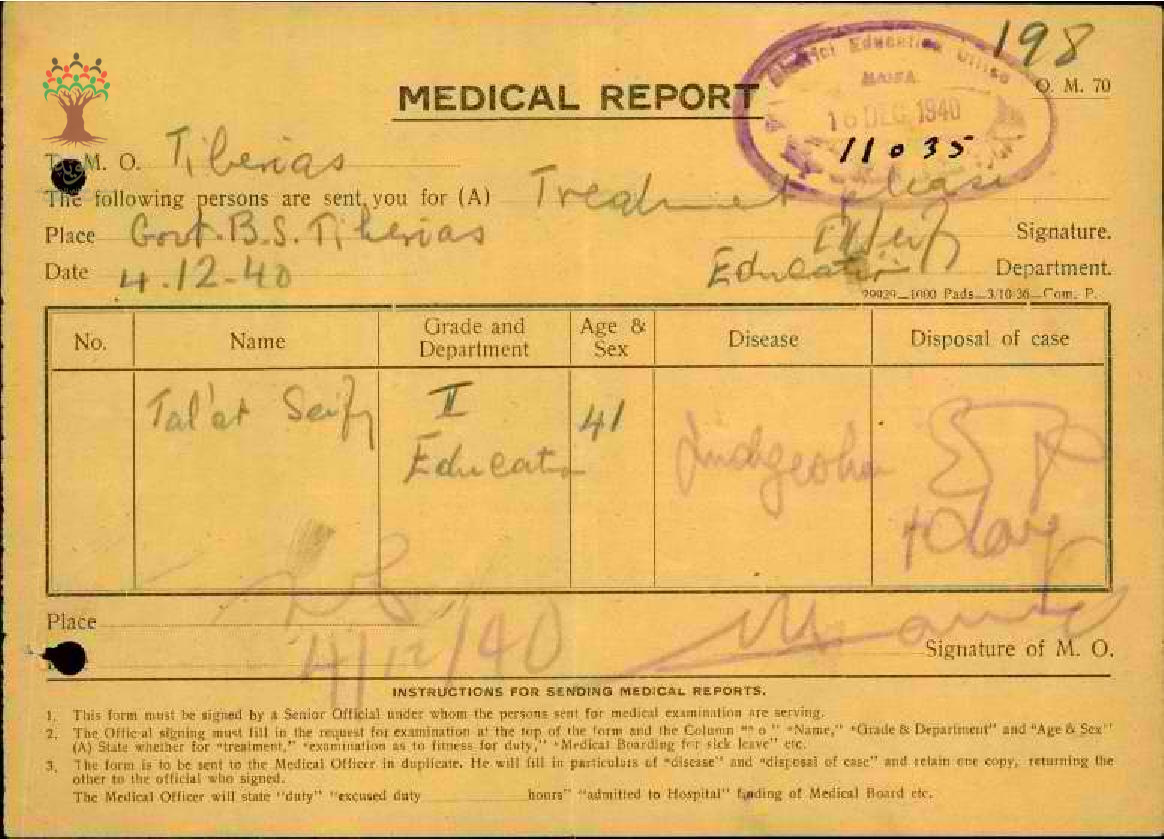 198
District Education Office
HAIFA
16 DEC 1940
11035
O. M. 70
MEDICAL REPORT
M. O. Tiberias
The following persons are sent you for (A) Treatment please
Place Govt. B.S. Tiberias
Signature.
Date 4.12-40
Education Department.
29929—1000 Pads—3/10/36—Com. P.
No. Name Grade and Department Age & Sex Disease Disposal of case
Tal'at Seify II Education 41
Place
4/12/40
Signature of M. O.
INSTRUCTIONS FOR SENDING MEDICAL REPORTS.
1. This form must be signed by a Senior Official under whom the persons sent for medical examination are serving.
2. The Official signing must fill in the request for examination at the top of the form and the Column "" o" "Name," "Grade & Department" and "Age & Sex"
(A) State whether for "treatment," "examination as to fitness for duty," "Medical Boarding for sick leave" etc.
3. The form is to be sent to the Medical Officer in duplicate. He will fill in particulars of "disease" and "disposal of case" and retain one copy, returning the
other to the official who signed.
The Medical Officer will state "duty" "excused duty hours" "admitted to Hospital" finding of Medical Board etc.